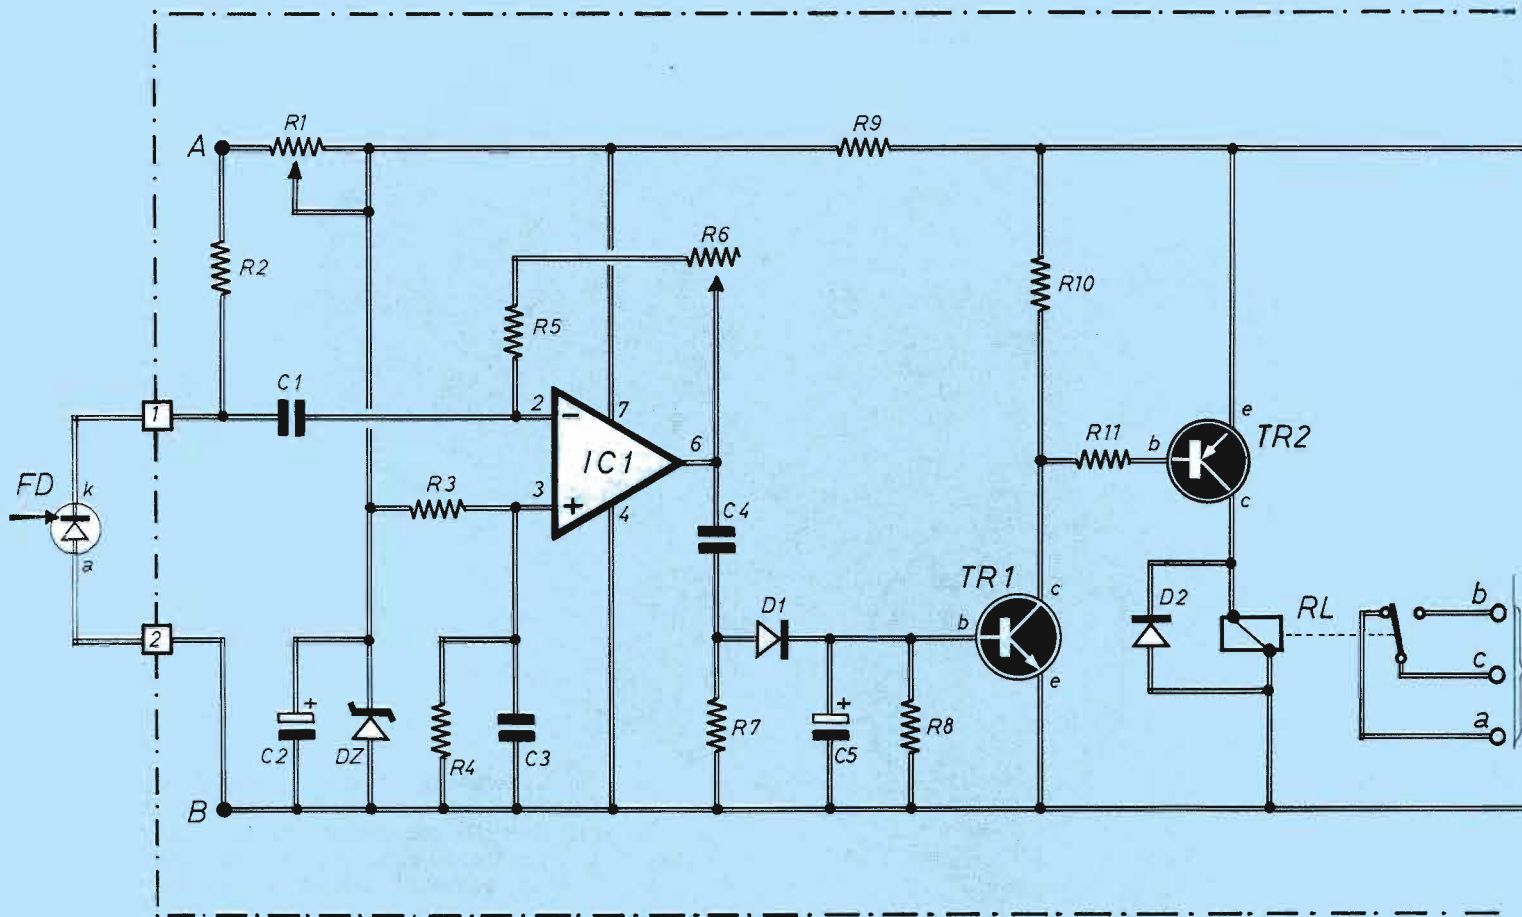 A
R1
R9
R2
R6
R10
R5
C1
1
2
-
7
IC1
6
R11
b
e
TR2
c
FD
k
a
R3
3
+
4
C4
TR1
c
b
e
D1
D2
RL
b
c
a
2
+
C2
DZ
R4
C3
R7
+
C5
R8
B